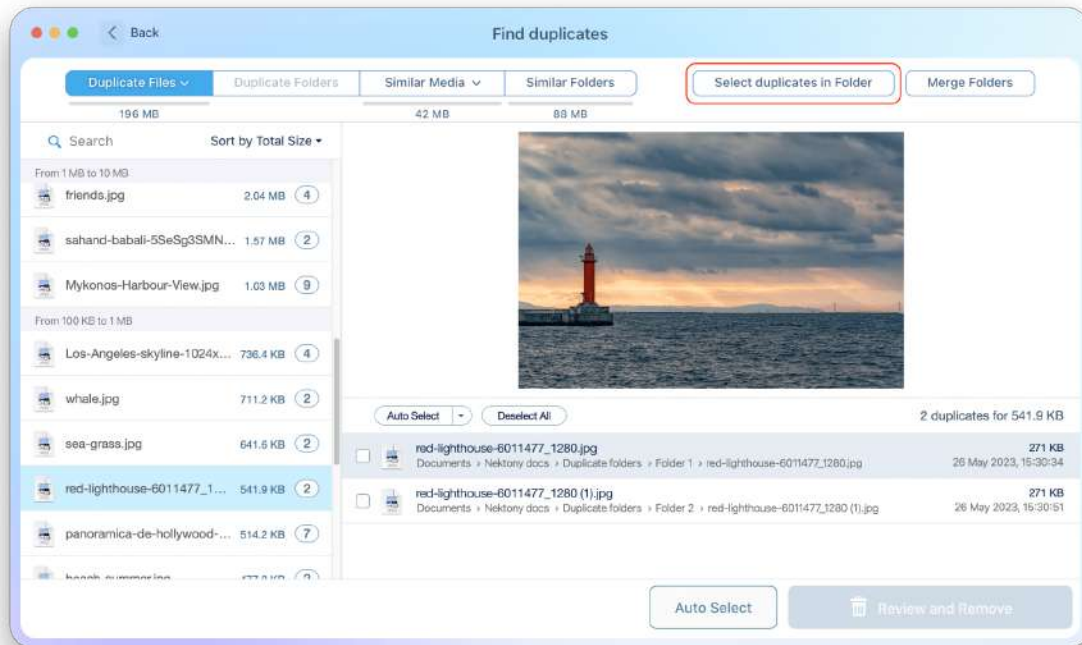 Back
Find duplicates
Duplicate Files
Duplicate Folders
Similar Media
Similar Folders
Select duplicates in Folder
Merge Folders
196 MB
42 MB
88 MB
Search
Sort by Total Size
From 1 MB to 10 MB
friends.jpg 2.04 MB 4
sahand-babali-5SeSg3SMN... 1.57 MB 2
Mykonos-Harbour-View.jpg 1.03 MB 9
From 100 KB to 1 MB
Los-Angeles-skyline-1024x... 736.4 KB 4
whale.jpg 711.2 KB 2
sea-grass.jpg 641.6 KB 2
red-lighthouse-6011477_1... 541.9 KB 2
panoramica-de-hollywood-... 514.2 KB 7
Auto Select
Deselect All
2 duplicates for 541.9 KB
red-lighthouse-6011477_1280.jpg 271 KB
Documents › Nektony docs › Duplicate folders › Folder 1 › red-lighthouse-6011477_1280.jpg 26 May 2023, 15:30:34
red-lighthouse-6011477_1280 (1).jpg 271 KB
Documents › Nektony docs › Duplicate folders › Folder 2 › red-lighthouse-6011477_1280 (1).jpg 26 May 2023, 15:30:51
Auto Select
Review and Remove